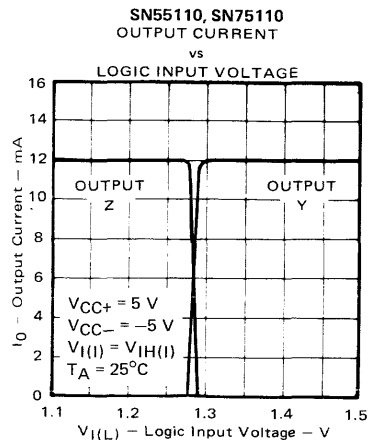 SN55110, SN75110
OUTPUT CURRENT
vs
LOGIC INPUT VOLTAGE
IO – Output Current – mA
16
14
12
10
8
6
4
2
0
OUTPUT
Z
OUTPUT
Y
VCC+ = 5 V
VCC– = –5 V
VI(I) = VIH(I)
TA = 25°C
1.1 1.2 1.3 1.4 1.5
VI(L) – Logic Input Voltage – V